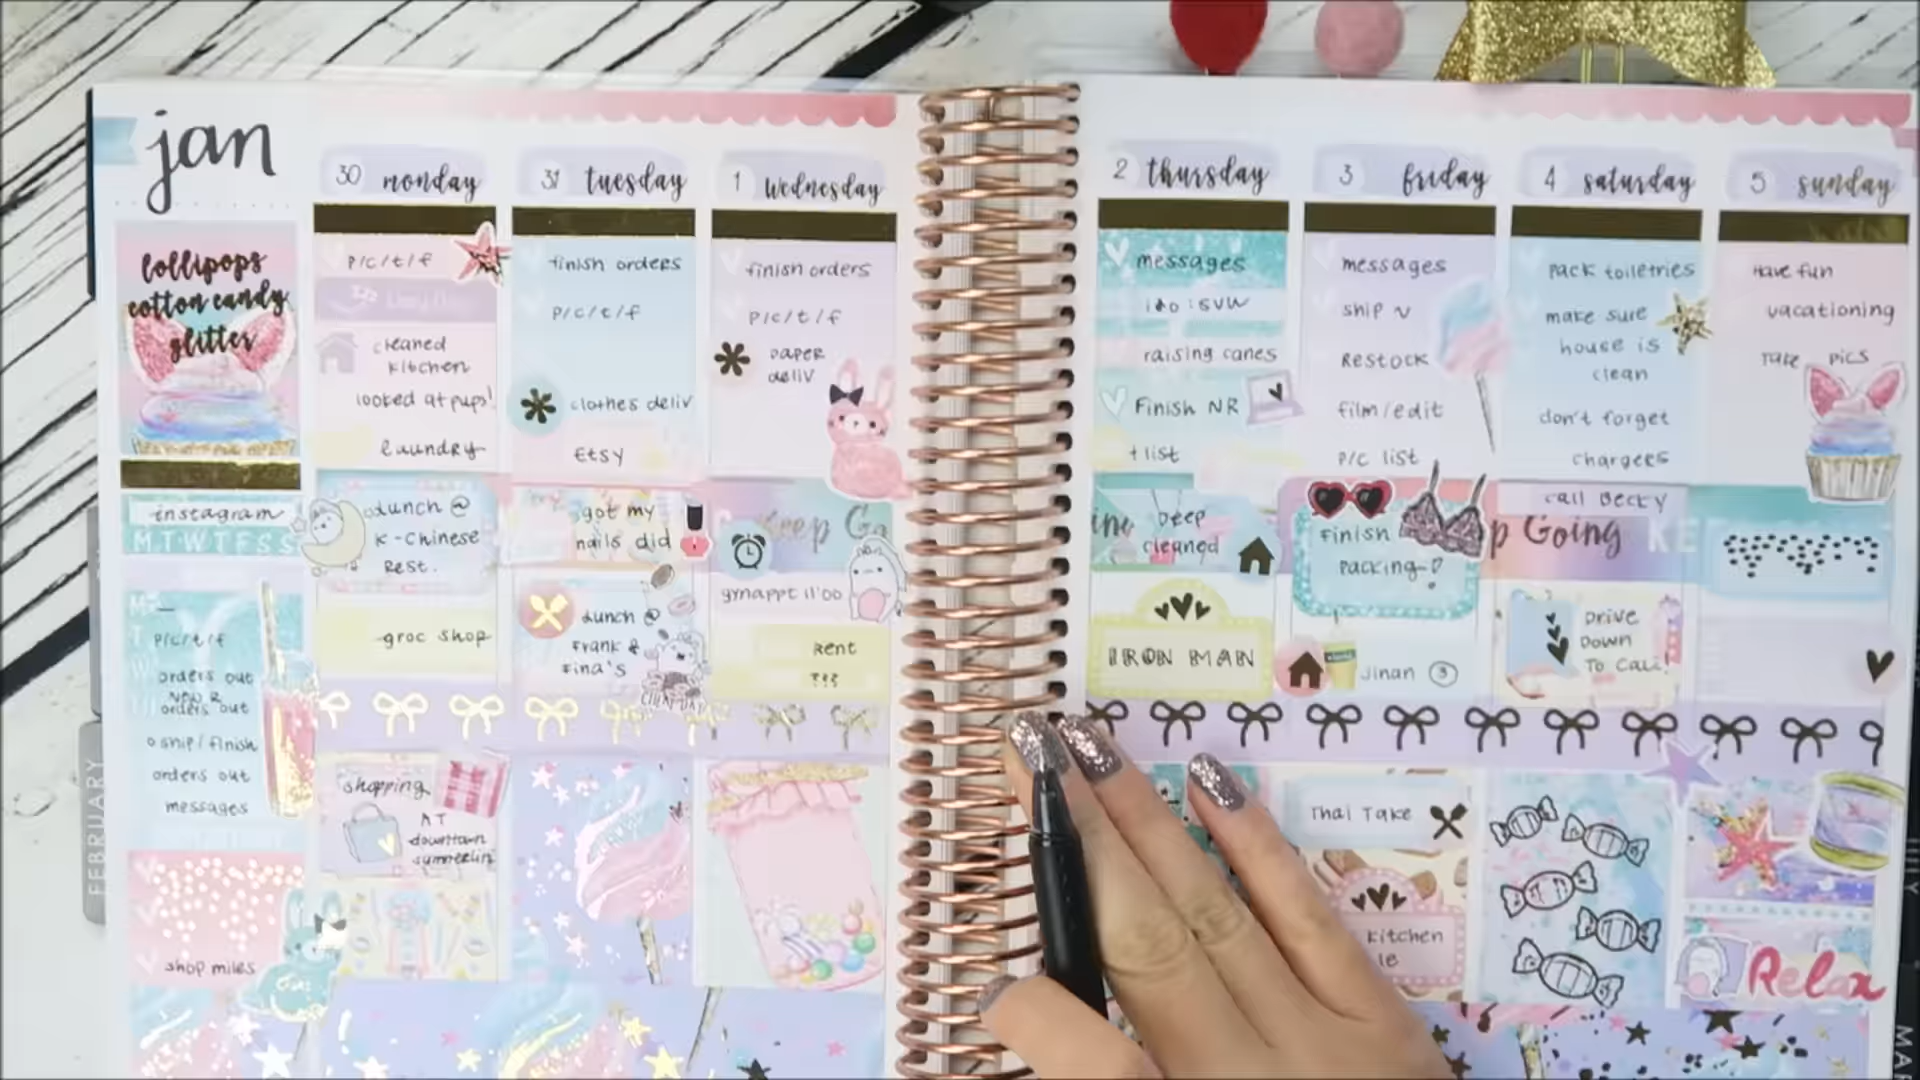 jan
30 monday
31 tuesday
1 wednesday
2 thursday
3 friday
4 saturday
5 sunday
lollipops
cotton candy
glitter
instagram
M T W T F S S
P/C/T/F
orders out
orders out
ship/finish
orders out
messages
shop miles
P/C/T/F
cleaned
kitchen
looked at pups!
laundry
Lunch @
K-Chinese
Rest.
groc shop
shopping
AT
downtown
summerlin
finish orders
P/C/T/F
clothes deliv
Etsy
got my
nails did
Lunch @
Frank &
Fina's
finish orders
P/C/T/F
paper
deliv
Keep Go
11:00
Rent
messages
raising canes
Finish NR
+ list
Deep
cleaned
IRON MAN
messages
ship
Restock
film/edit
P/C list
Finish
packing
Jinan 3
Thai Take
kitchen
Pack toiletries
make sure
house is
clean
don't forget
chargers
call Becky
p Going
Drive
Down
To Cali!
Have fun
vacationing
Take pics
KE
Relax
FEBRUARY